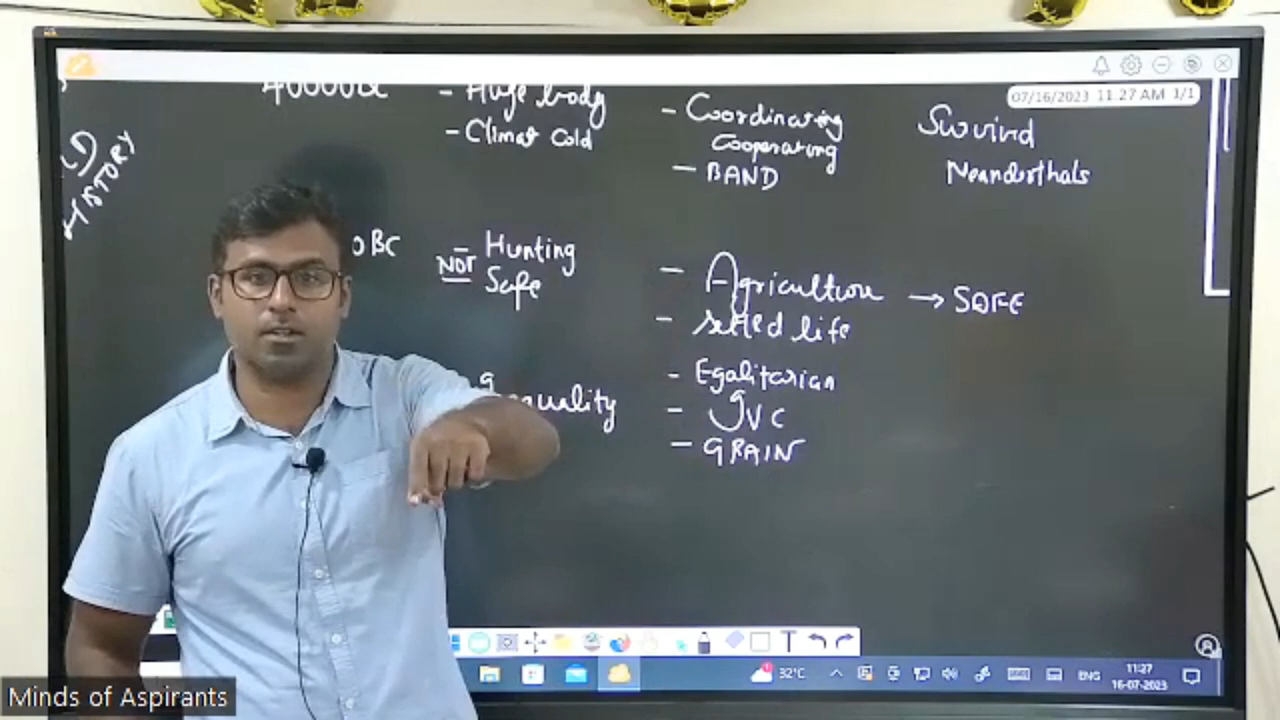 40000BC
- Huge body
- Climat cold
- Coordinating
Cooperating
- BAND
Survivd
Neanderthals
07/16/2023 11.27 AM 1/1
HISTORY
0BC
- Hunting
NOT Safe
- Agriculture → SAFE
- setled life
- Egalitarian
- IVC
- GRAIN
T
32°C
ENG
11:27
16-07-2023
Minds of Aspirants